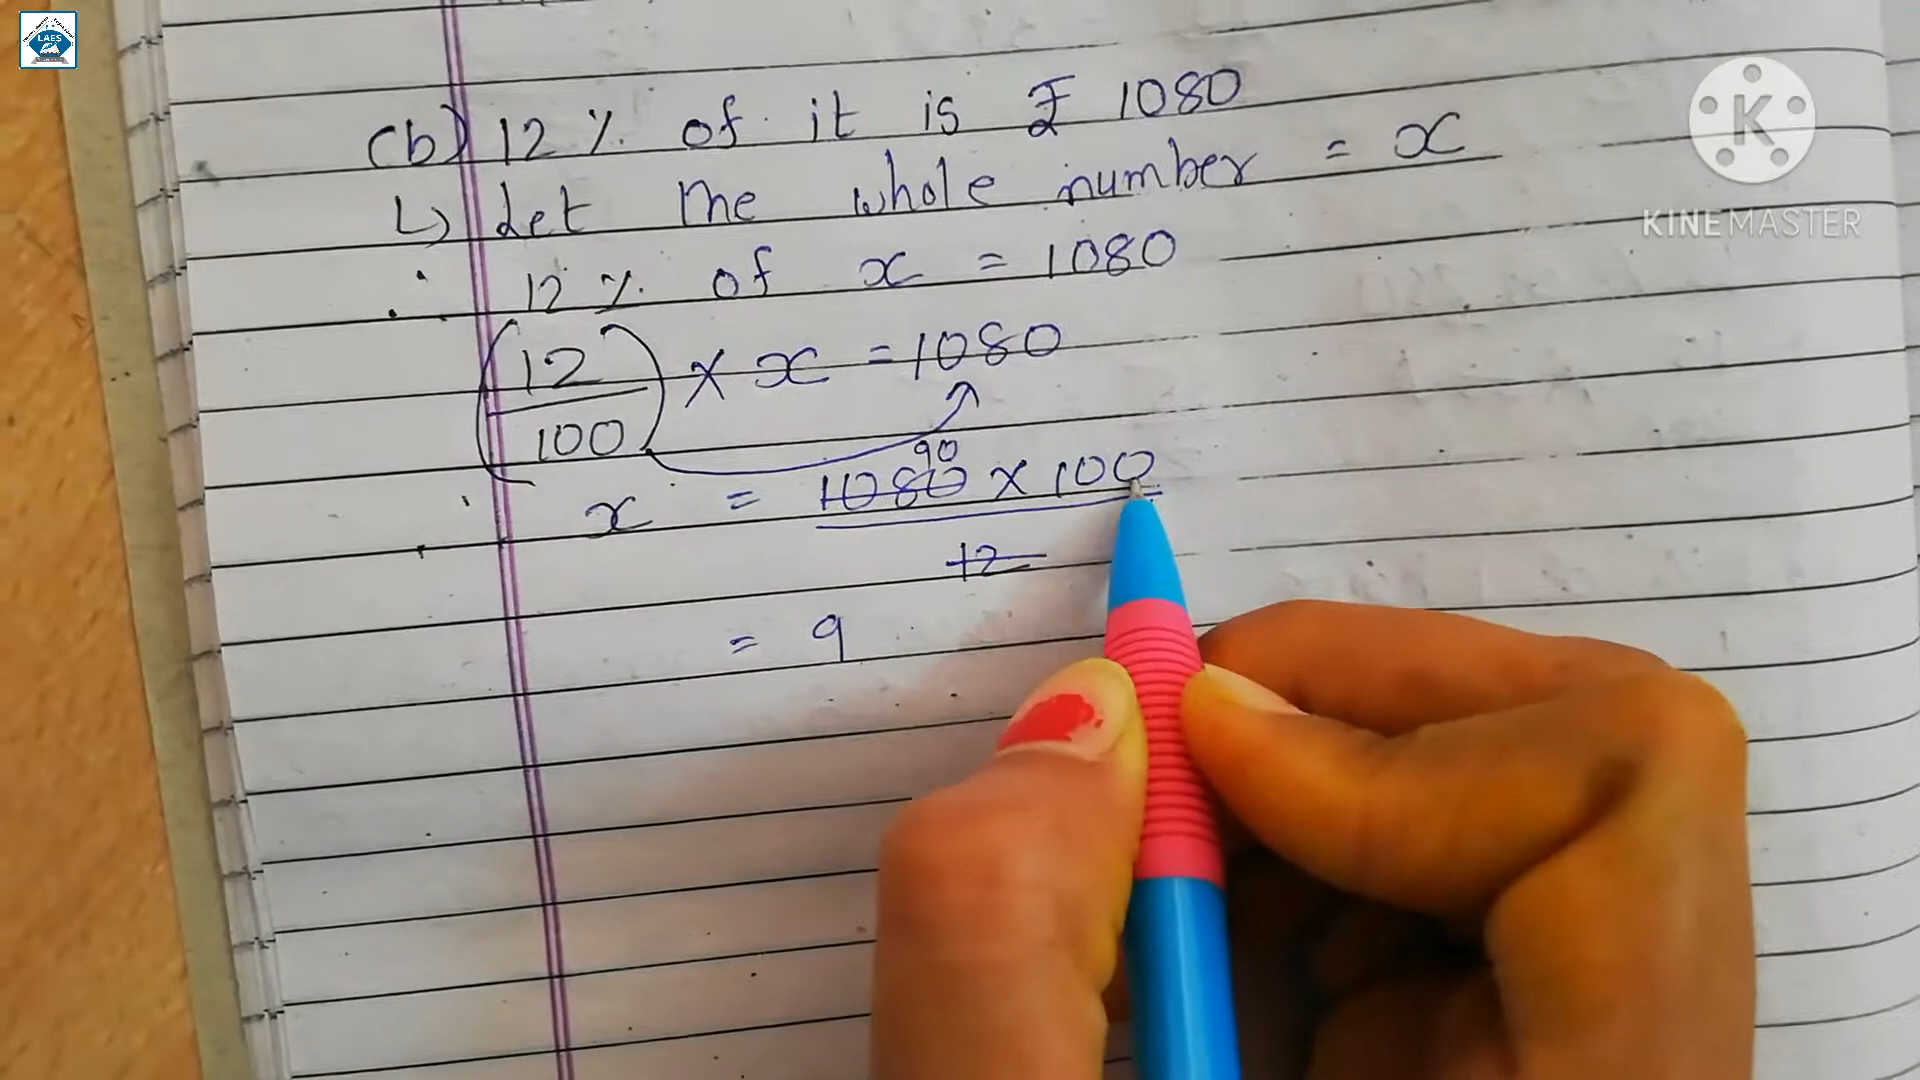 LAES
(b) 12 % of it is ₹ 1080
↳ Let the whole number = x
∴ 12 % of x = 1080
(12/100) × x = 1080
90
∴ x = 1080 × 100
12
= 9
K
KINEMASTER